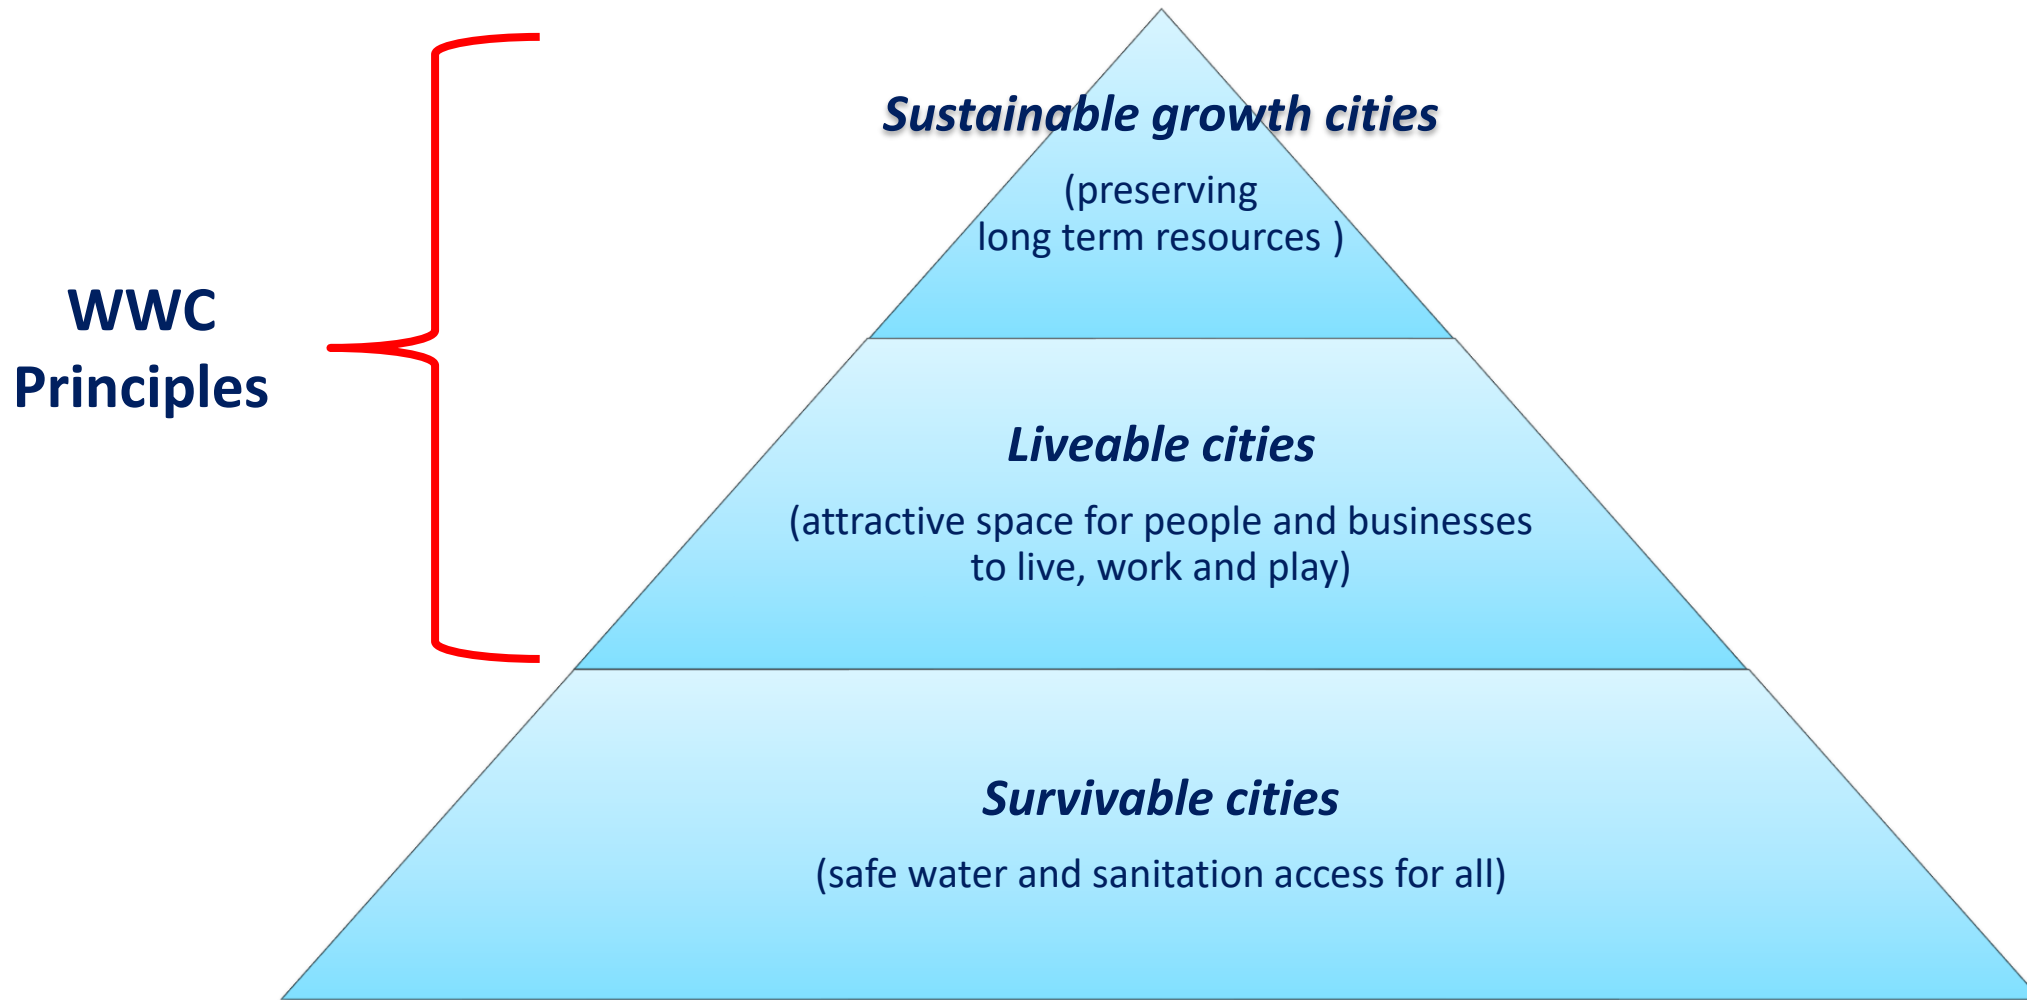 WWC
Principles
Sustainable growth cities
(preserving
long term resources )
Liveable cities
(attractive space for people and businesses
to live, work and play)
Survivable cities
(safe water and sanitation access for all)